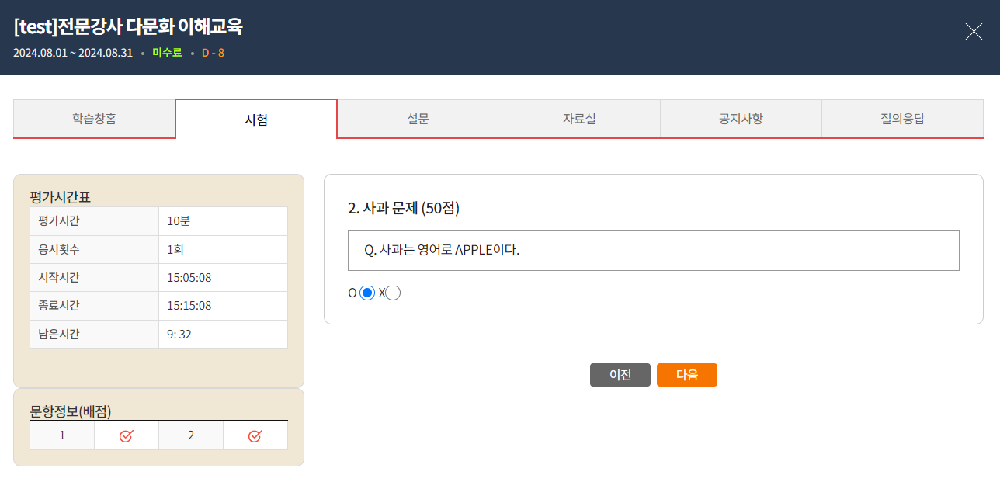 [test]전문강사 다문화 이해교육
2024.08.01 ~ 2024.08.31 • 미수료 • D - 8
학습창홈 시험 설문 자료실 공지사항 질의응답
평가시간표
평가시간 10분
응시횟수 1회
시작시간 15:05:08
종료시간 15:15:08
남은시간 9: 32
문항정보(배점)
1 2
2. 사과 문제 (50점)
Q. 사과는 영어로 APPLE이다.
O X
이전 다음